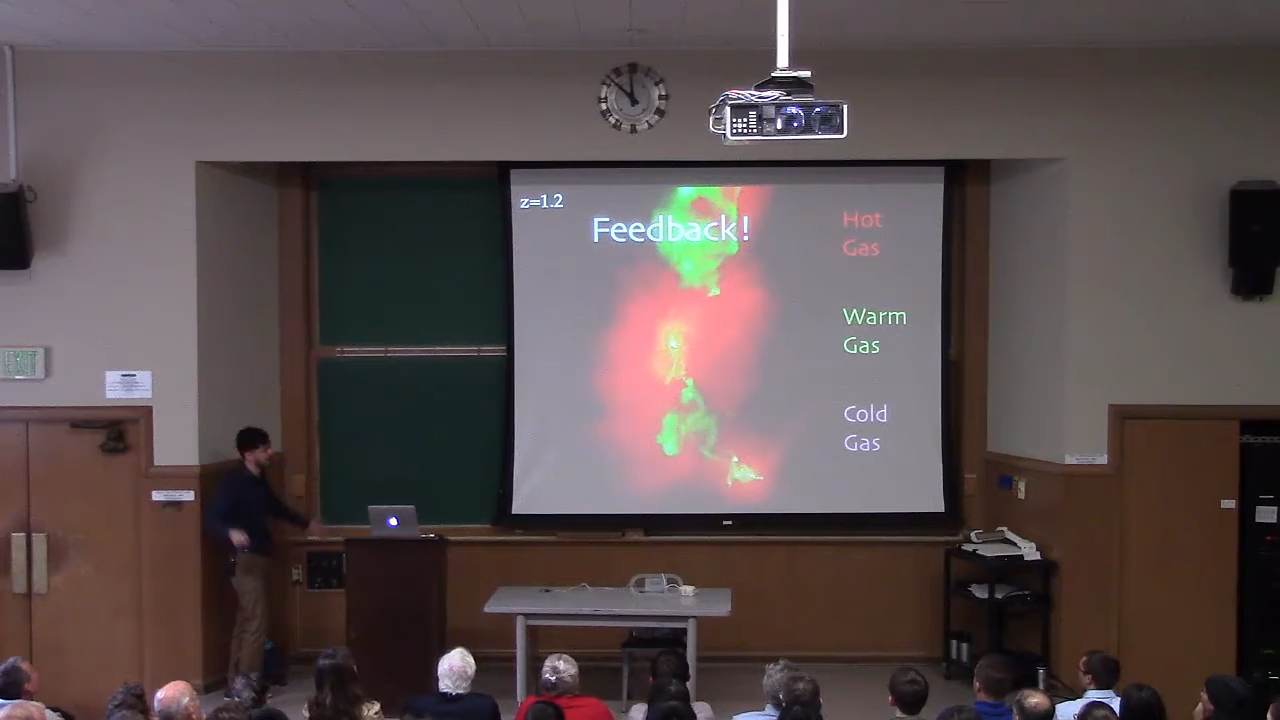 z=1.2
Feedback!
Hot
Gas
Warm
Gas
Cold
Gas
EXIT